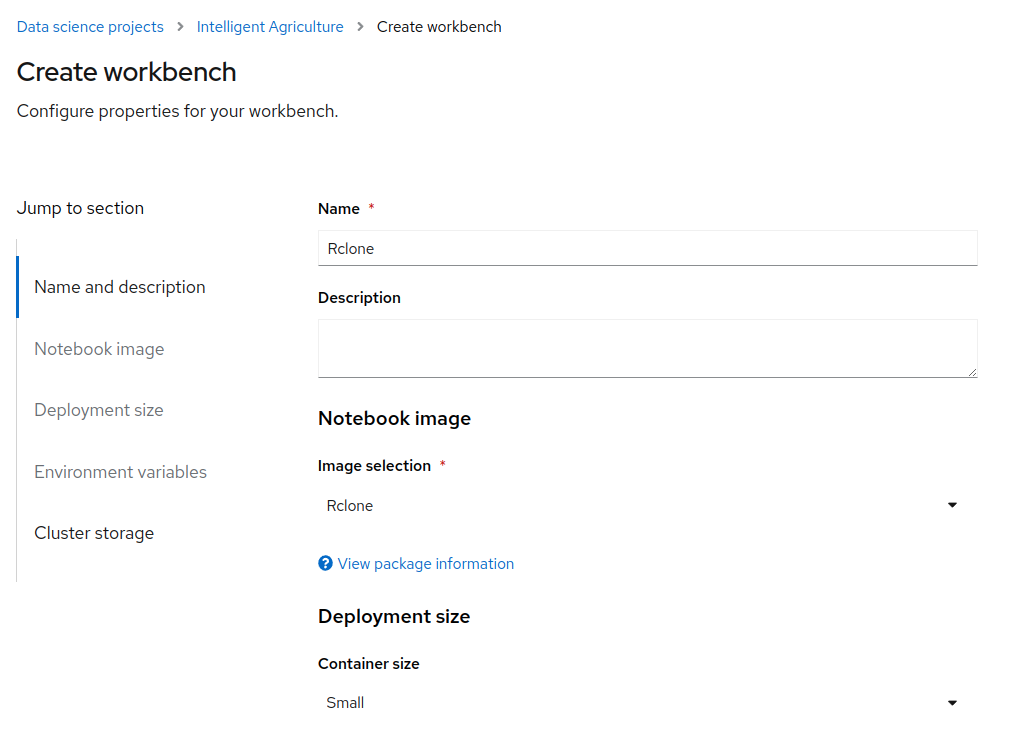 Data science projects > Intelligent Agriculture > Create workbench
Create workbench
Configure properties for your workbench.
Jump to section
Name and description
Notebook image
Deployment size
Environment variables
Cluster storage
Name *
Rclone
Description
Notebook image
Image selection *
Rclone
View package information
Deployment size
Container size
Small